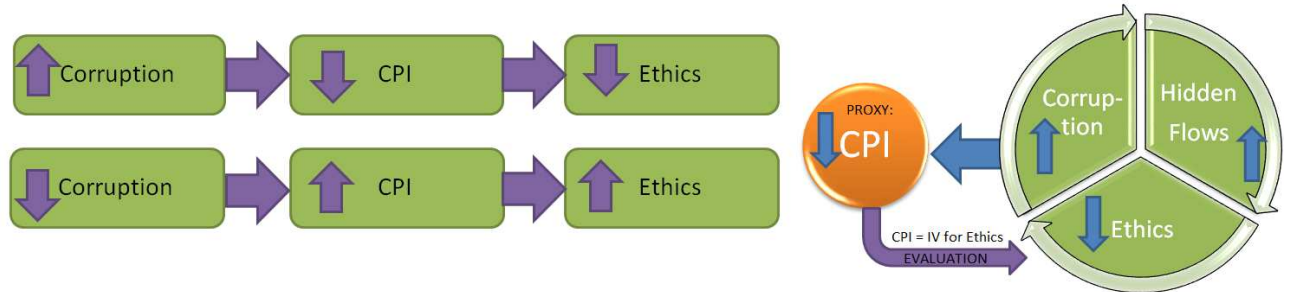 Corruption
CPI
Ethics
Corruption
CPI
Ethics
PROXY:
CPI
CPI = IV for Ethics
EVALUATION
Corrup-
tion
Hidden
Flows
Ethics